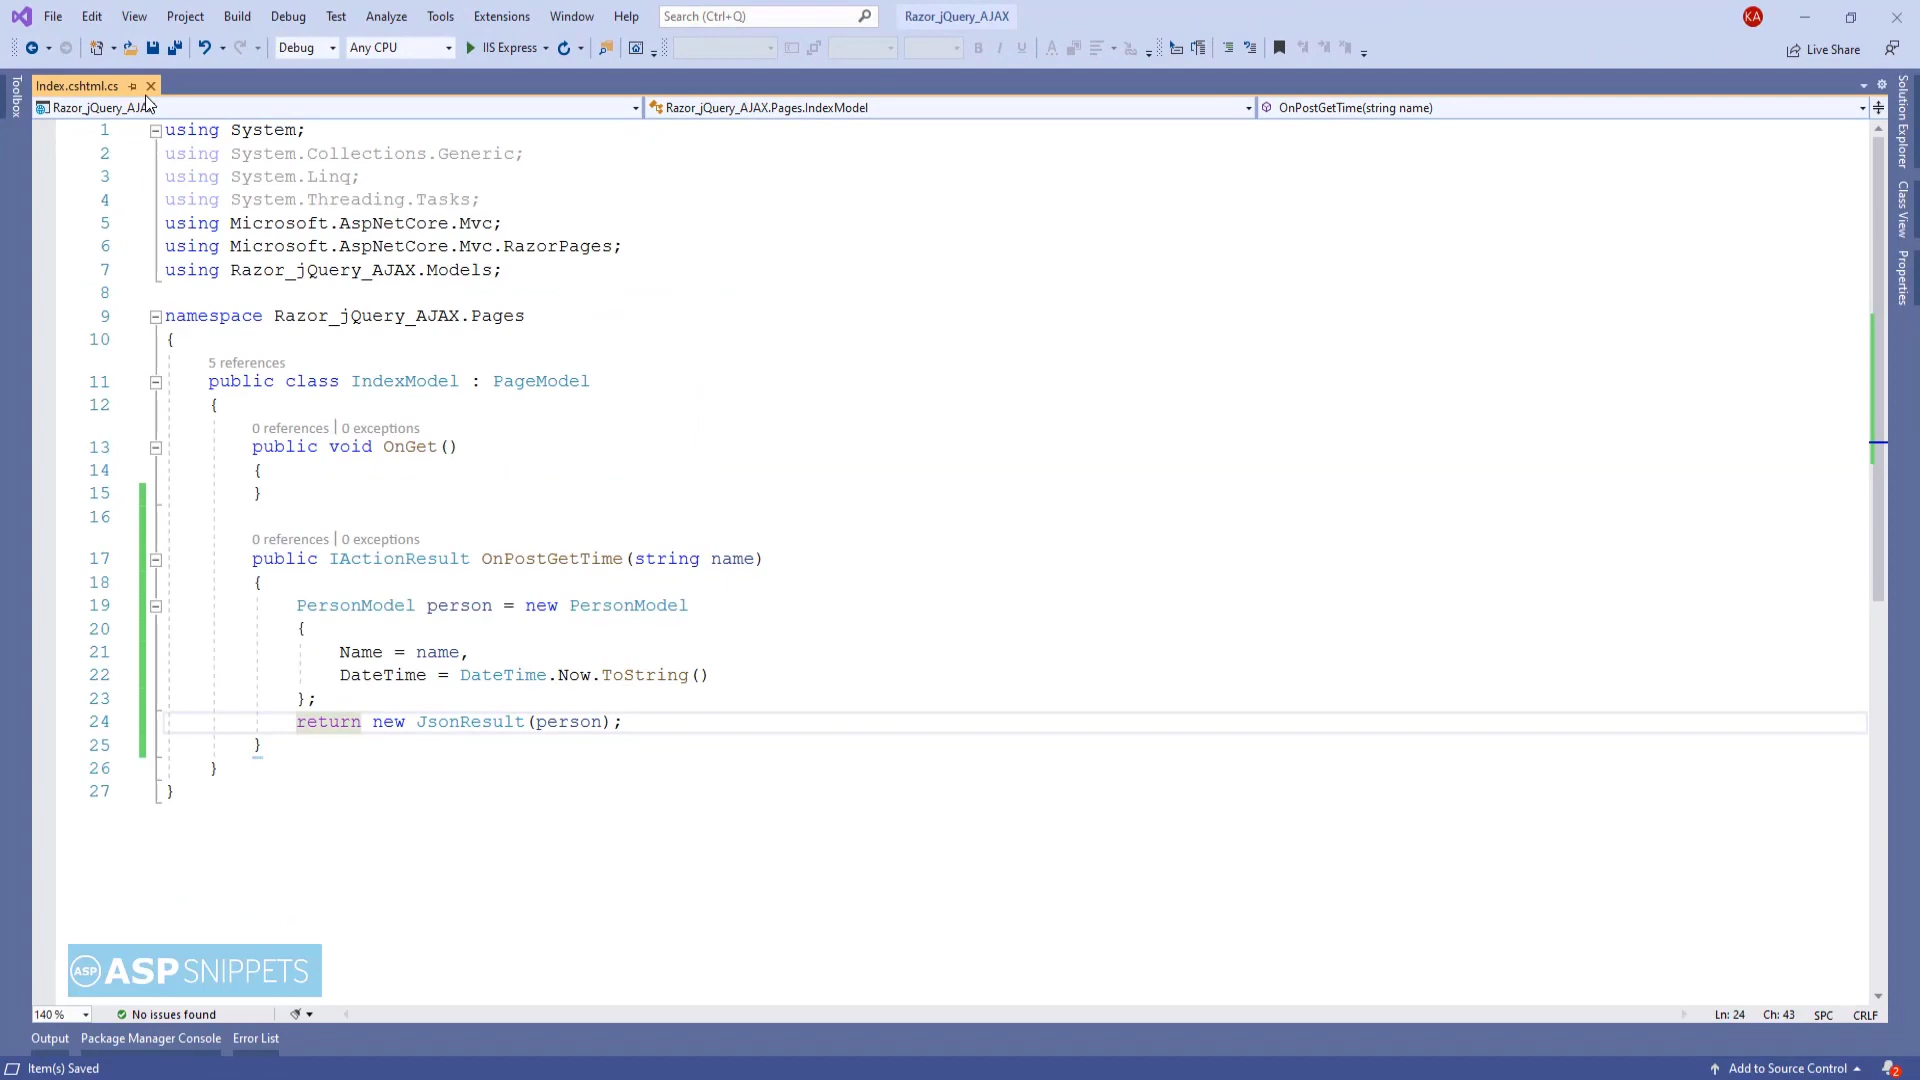 File Edit View Project Build Debug Test Analyze Tools Extensions Window Help Search (Ctrl+Q) Razor_jQuery_AJAX KA
Debug Any CPU IIS Express B I U A Live Share
Index.cshtml.cs
Razor_jQuery_AJAX Razor_jQuery_AJAX.Pages.IndexModel OnPostGetTime(string name)
Toolbox
Solution Explorer
Class View
Properties
1 using System;
2 using System.Collections.Generic;
3 using System.Linq;
4 using System.Threading.Tasks;
5 using Microsoft.AspNetCore.Mvc;
6 using Microsoft.AspNetCore.Mvc.RazorPages;
7 using Razor_jQuery_AJAX.Models;
8
9 namespace Razor_jQuery_AJAX.Pages
10 {
5 references
11 public class IndexModel : PageModel
12 {
0 references | 0 exceptions
13 public void OnGet()
14 {
15 }
16
0 references | 0 exceptions
17 public IActionResult OnPostGetTime(string name)
18 {
19 PersonModel person = new PersonModel
20 {
21 Name = name,
22 DateTime = DateTime.Now.ToString()
23 };
24 return new JsonResult(person);
25 }
26 }
27 }
ASP ASPSNIPPETS
140 % No issues found Ln: 24 Ch: 43 SPC CRLF
Output Package Manager Console Error List
Item(s) Saved Add to Source Control 2